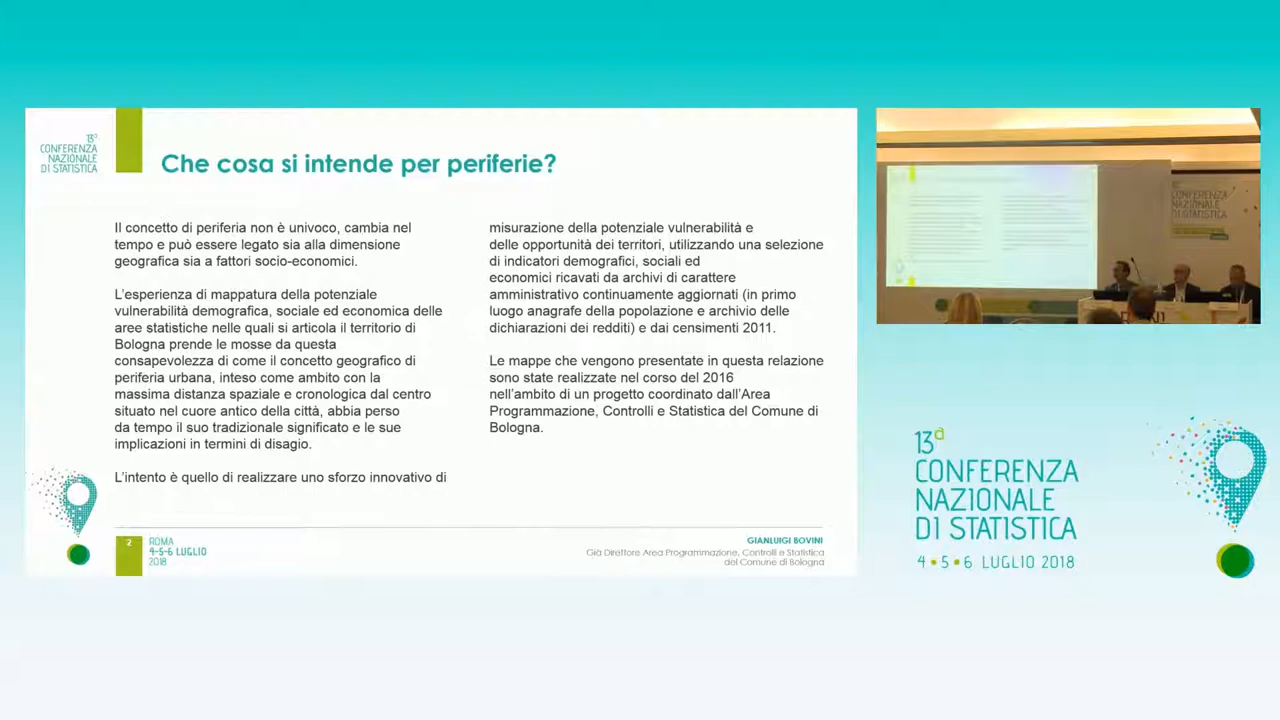 13ª
CONFERENZA
NAZIONALE
DI STATISTICA
Che cosa si intende per periferie?
Il concetto di periferia non è univoco, cambia nel
tempo e può essere legato sia alla dimensione
geografica sia a fattori socio-economici.
L'esperienza di mappatura della potenziale
vulnerabilità demografica, sociale ed economica delle
aree statistiche nelle quali si articola il territorio di
Bologna prende le mosse da questa
consapevolezza di come il concetto geografico di
periferia urbana, inteso come ambito con la
massima distanza spaziale e cronologica dal centro
situato nel cuore antico della città, abbia perso
da tempo il suo tradizionale significato e le sue
implicazioni in termini di disagio.
L'intento è quello di realizzare uno sforzo innovativo di
misurazione della potenziale vulnerabilità e
delle opportunità dei territori, utilizzando una selezione
di indicatori demografici, sociali ed
economici ricavati da archivi di carattere
amministrativo continuamente aggiornati (in primo
luogo anagrafe della popolazione e archivio delle
dichiarazioni dei redditi) e dai censimenti 2011.
Le mappe che vengono presentate in questa relazione
sono state realizzate nel corso del 2016
nell'ambito di un progetto coordinato dall'Area
Programmazione, Controlli e Statistica del Comune di
Bologna.
2
ROMA
4-5-6 LUGLIO
2018
GIANLUIGI BOVINI
Già Direttore Area Programmazione, Controlli e Statistica
del Comune di Bologna
13ª
CONFERENZA
NAZIONALE
DI STATISTICA
13ª
CONFERENZA
NAZIONALE
DI STATISTICA
4 • 5 • 6 LUGLIO 2018